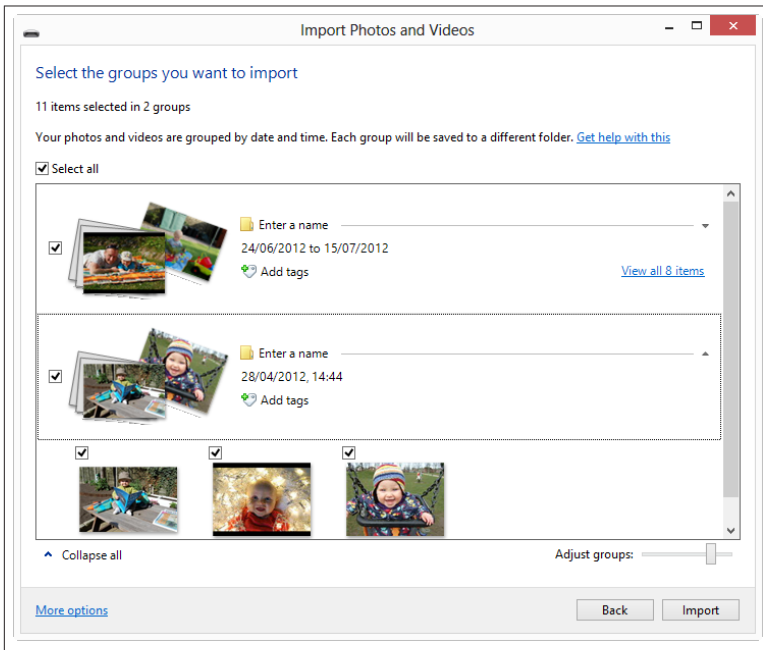 Import Photos and Videos
Select the groups you want to import
11 items selected in 2 groups
Your photos and videos are grouped by date and time. Each group will be saved to a different folder. Get help with this
Select all
Enter a name
24/06/2012 to 15/07/2012
Add tags View all 8 items
Enter a name
28/04/2012, 14:44
Add tags
Collapse all Adjust groups:
More options Back Import